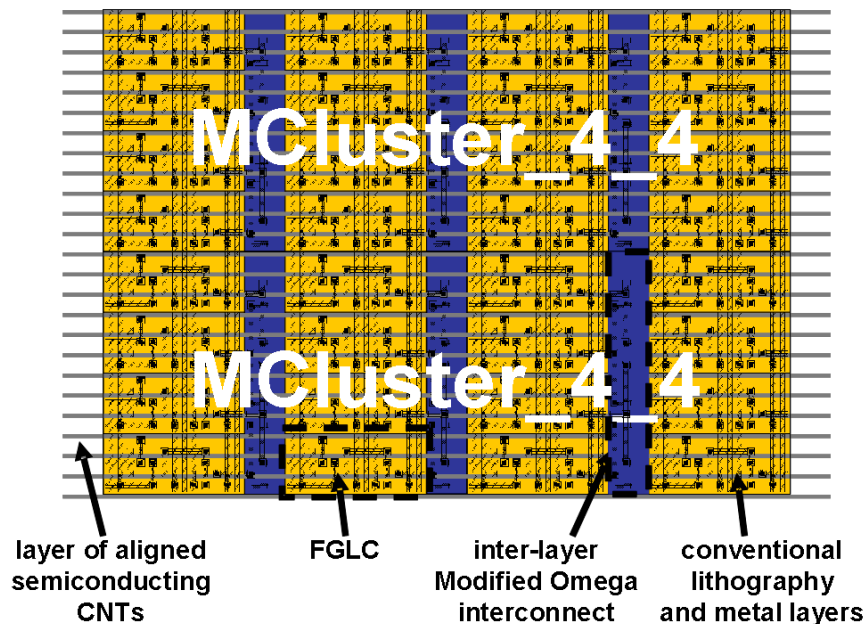 MCluster_4_4
MCluster_4_4
layer of aligned
semiconducting
CNTs
FGLC
inter-layer
Modified Omega
interconnect
conventional
lithography
and metal layers